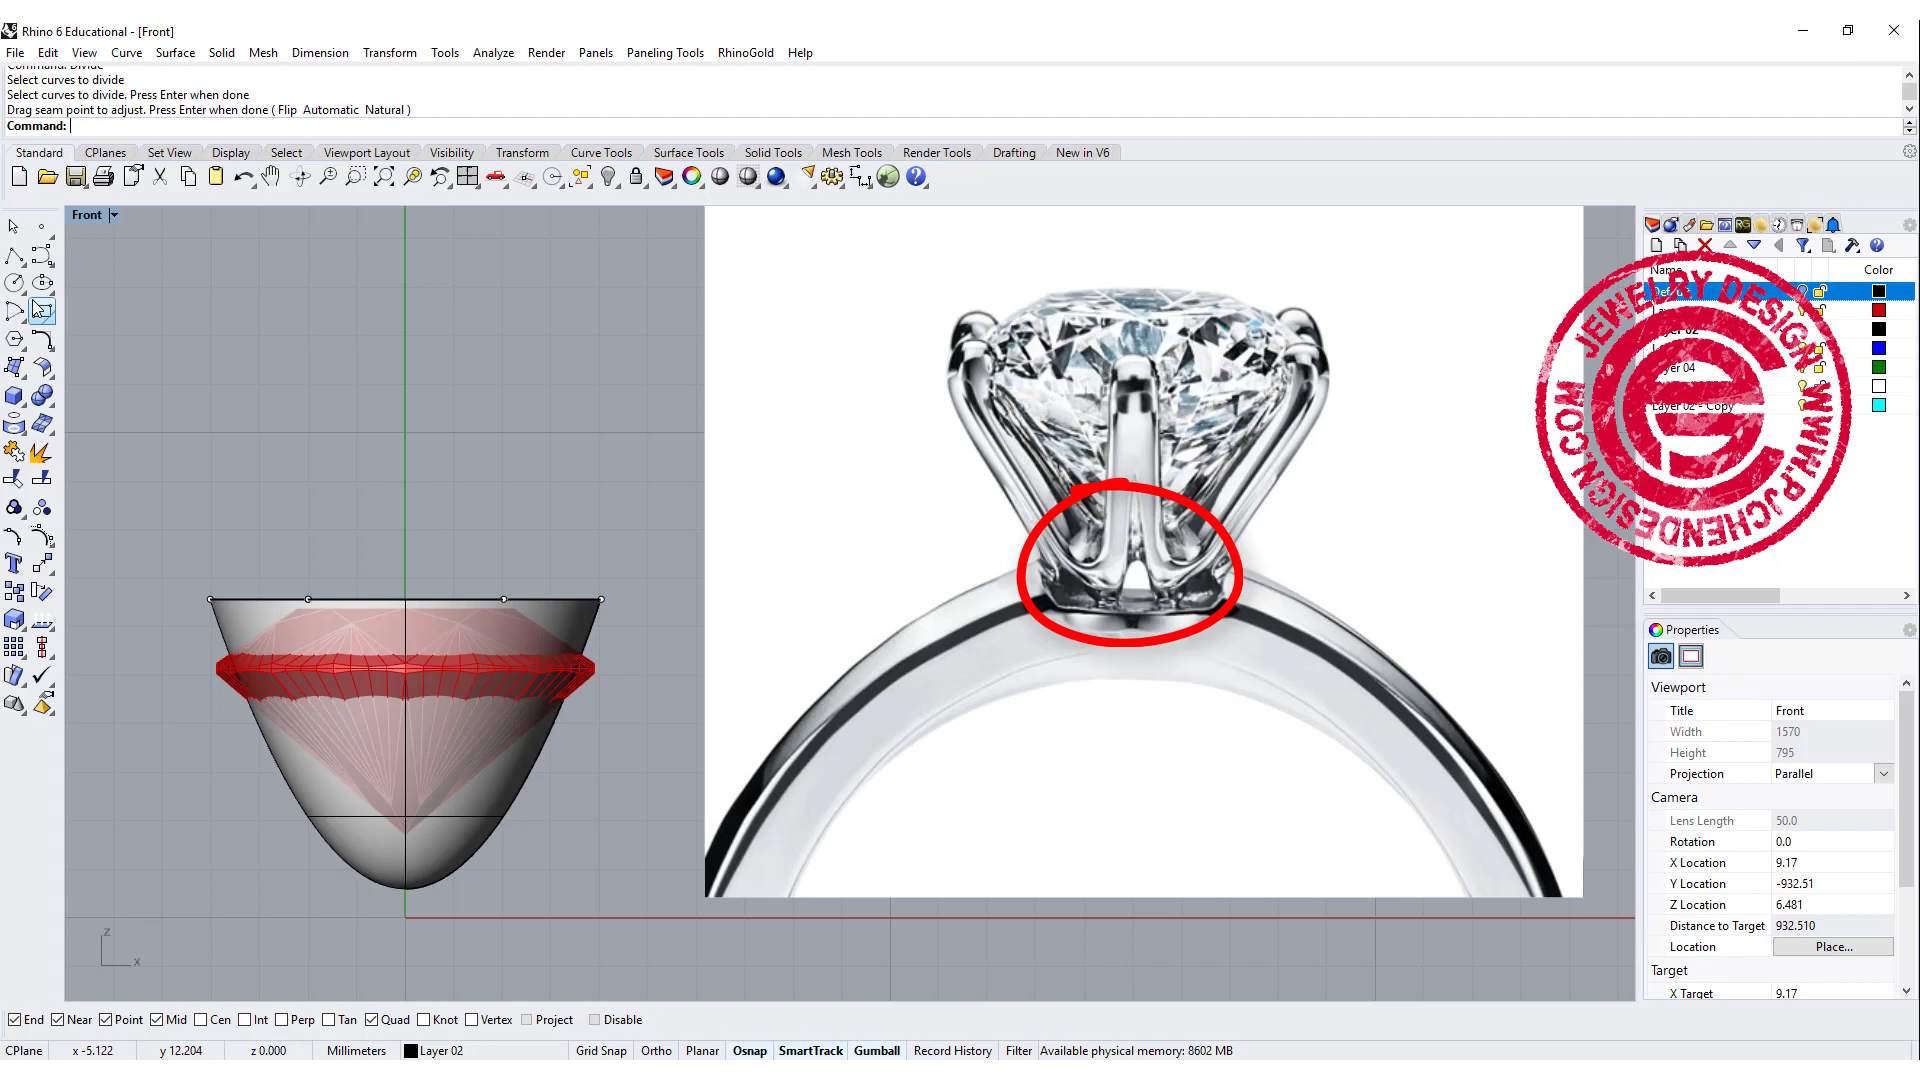 Rhino 6 Educational - [Front]
File Edit View Curve Surface Solid Mesh Dimension Transform Tools Analyze Render Panels Paneling Tools RhinoGold Help
Command: Divide
Select curves to divide
Select curves to divide. Press Enter when done
Drag seam point to adjust. Press Enter when done ( Flip Automatic Natural )
Command:
Standard CPlanes Set View Display Select Viewport Layout Visibility Transform Curve Tools Surface Tools Solid Tools Mesh Tools Render Tools Drafting New in V6
Front
RG
Name Color
Layer 02
Layer 04
Layer 02 - Copy
JEWELRY DESIGN
WWW.PJCHENDESIGN.COM
Properties
Viewport
Title Front
Width 1570
Height 795
Projection Parallel
Camera
Lens Length 50.0
Rotation 0.0
X Location 9.17
Y Location -932.51
Z Location 6.481
Distance to Target 932.510
Location Place...
Target
X Target 9.17
z
x
End Near Point Mid Cen Int Perp Tan Quad Knot Vertex Project Disable
CPlane x -5.122 y 12.204 z 0.000 Millimeters Layer 02 Grid Snap Ortho Planar Osnap SmartTrack Gumball Record History Filter Available physical memory: 8602 MB